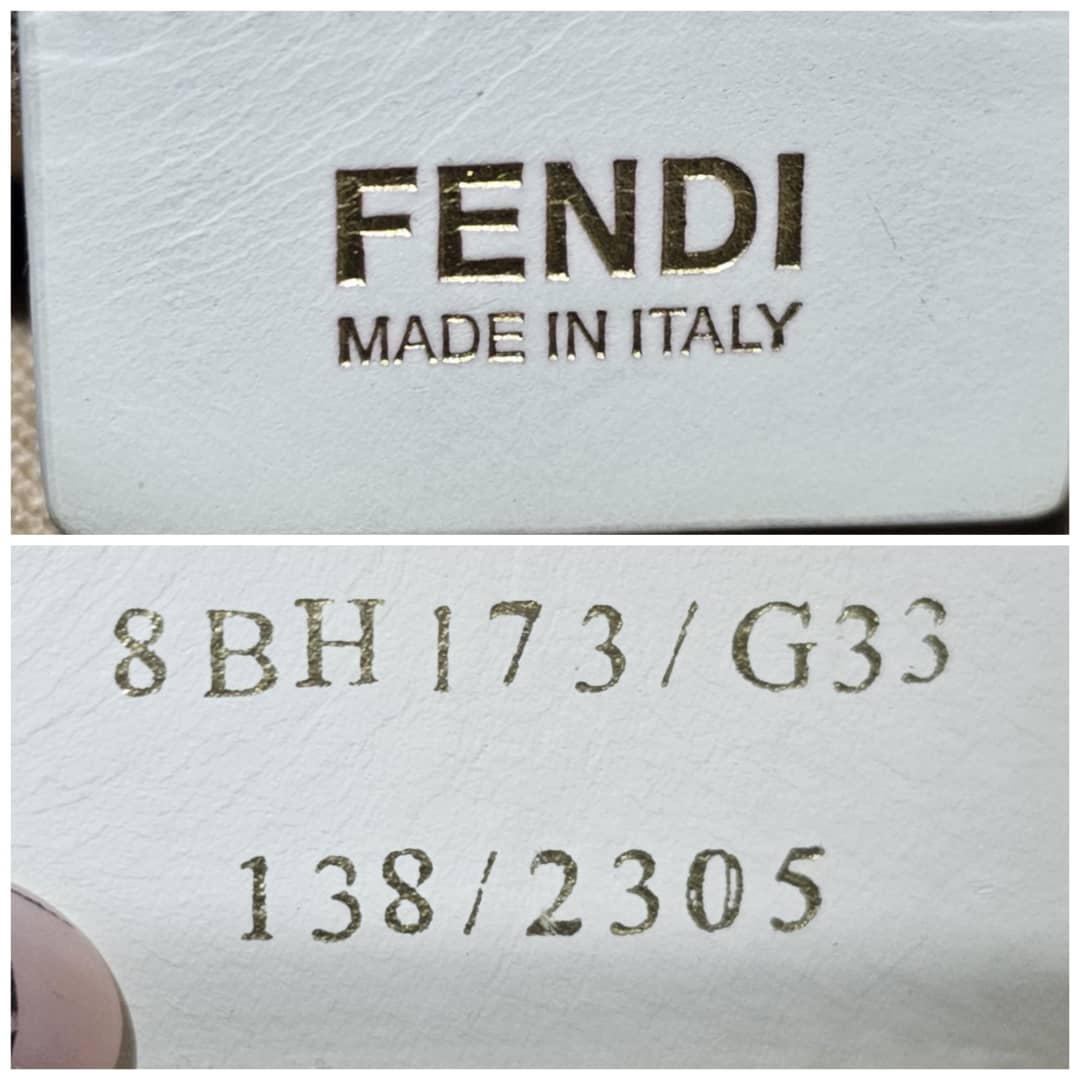 FENDI
MADE IN ITALY
8BH173/G33
138/2305